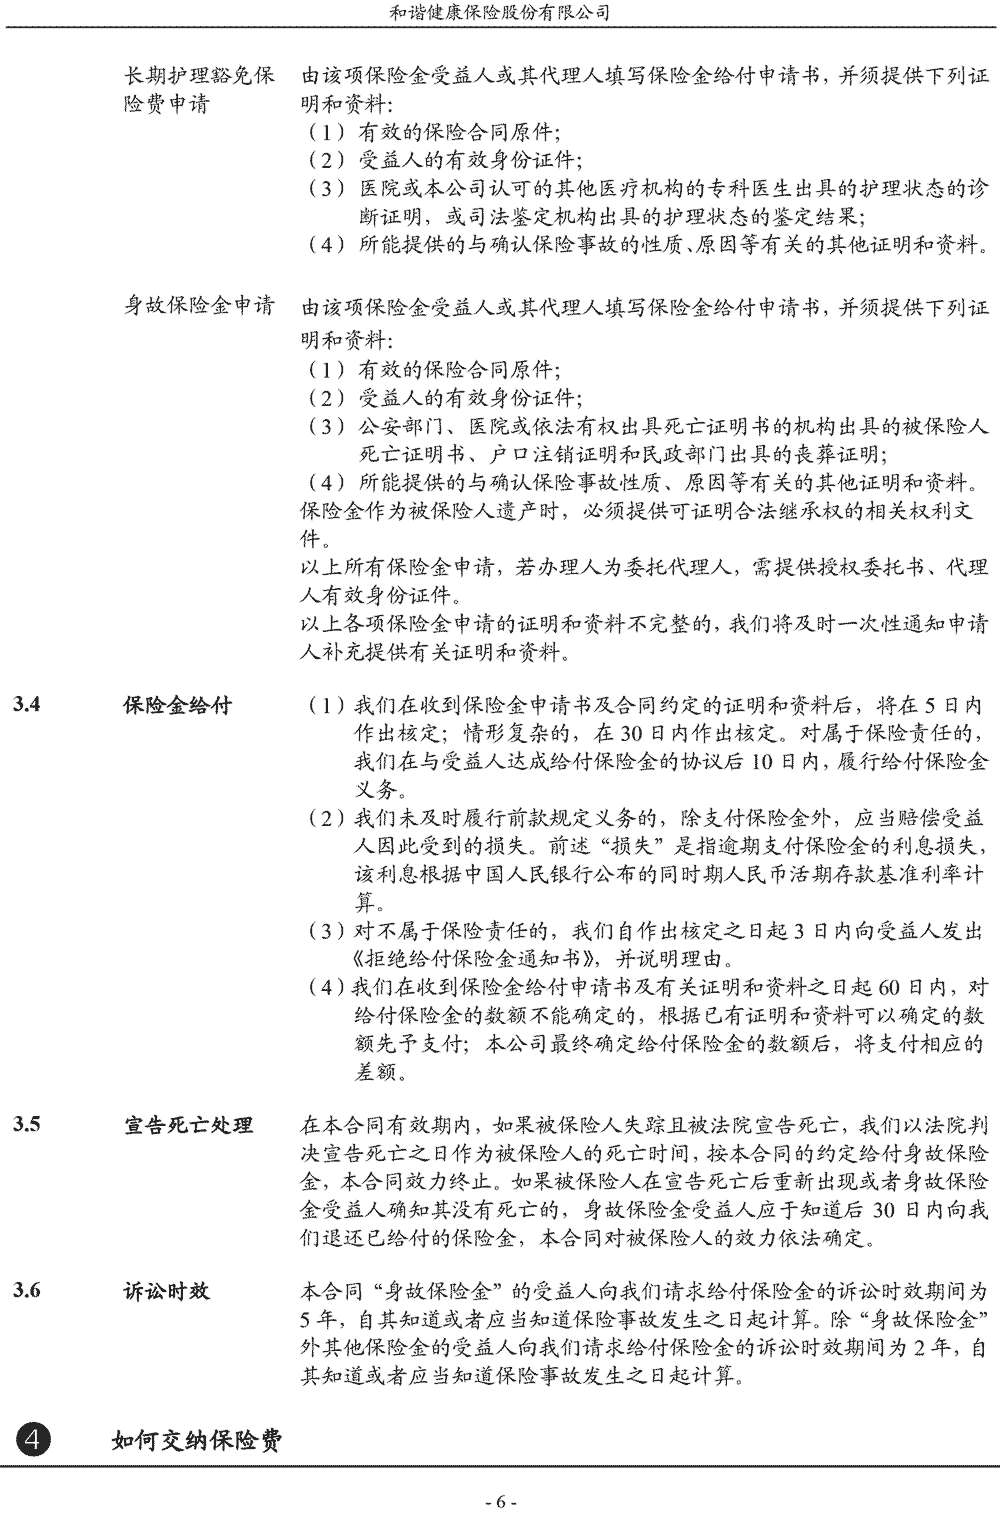 和谐健康保险股份有限公司
长期护理豁免保 由该项保险金受益人或其代理人填写保险金给付申请书，并须提供下列证
险费申请 明和资料：
（1）有效的保险合同原件；
（2）受益人的有效身份证件；
（3）医院或本公司认可的其他医疗机构的专科医生出具的护理状态的诊
断证明，或司法鉴定机构出具的护理状态的鉴定结果；
（4）所能提供的与确认保险事故的性质、原因等有关的其他证明和资料。
身故保险金申请 由该项保险金受益人或其代理人填写保险金给付申请书，并须提供下列证
明和资料：
（1）有效的保险合同原件；
（2）受益人的有效身份证件；
（3）公安部门、医院或依法有权出具死亡证明书的机构出具的被保险人
死亡证明书、户口注销证明和民政部门出具的丧葬证明；
（4）所能提供的与确认保险事故性质、原因等有关的其他证明和资料。
保险金作为被保险人遗产时，必须提供可证明合法继承权的相关权利文
件。
以上所有保险金申请，若办理人为委托代理人，需提供授权委托书、代理
人有效身份证件。
以上各项保险金申请的证明和资料不完整的，我们将及时一次性通知申请
人补充提供有关证明和资料。
3.4 保险金给付 （1）我们在收到保险金申请书及合同约定的证明和资料后，将在 5 日内
作出核定；情形复杂的，在 30 日内作出核定。对属于保险责任的，
我们在与受益人达成给付保险金的协议后 10 日内，履行给付保险金
义务。
（2）我们未及时履行前款规定义务的，除支付保险金外，应当赔偿受益
人因此受到的损失。前述“损失”是指逾期支付保险金的利息损失，
该利息根据中国人民银行公布的同时期人民币活期存款基准利率计
算。
（3）对不属于保险责任的，我们自作出核定之日起 3 日内向受益人发出
《拒绝给付保险金通知书》，并说明理由。
（4）我们在收到保险金给付申请书及有关证明和资料之日起 60 日内，对
给付保险金的数额不能确定的，根据已有证明和资料可以确定的数
额先予支付；本公司最终确定给付保险金的数额后，将支付相应的
差额。
3.5 宣告死亡处理 在本合同有效期内，如果被保险人失踪且被法院宣告死亡，我们以法院判
决宣告死亡之日作为被保险人的死亡时间，按本合同的约定给付身故保险
金，本合同效力终止。如果被保险人在宣告死亡后重新出现或者身故保险
金受益人确知其没有死亡的，身故保险金受益人应于知道后 30 日内向我
们退还已给付的保险金，本合同对被保险人的效力依法确定。
3.6 诉讼时效 本合同“身故保险金”的受益人向我们请求给付保险金的诉讼时效期间为
5 年，自其知道或者应当知道保险事故发生之日起计算。除“身故保险金”
外其他保险金的受益人向我们请求给付保险金的诉讼时效期间为 2 年，自
其知道或者应当知道保险事故发生之日起计算。
4 如何交纳保险费
- 6 -